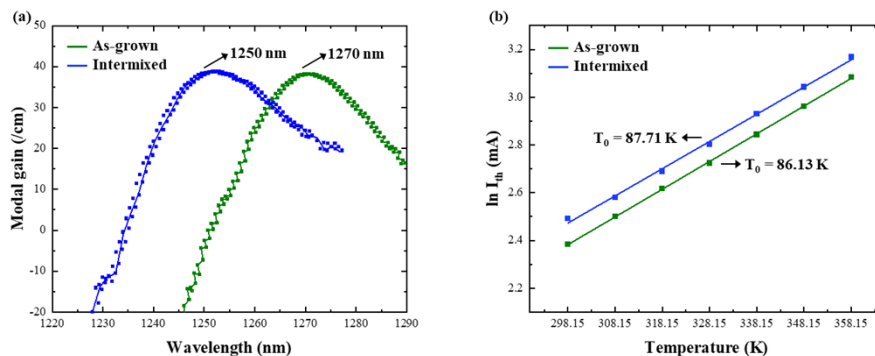 (a)
As-grown
Intermixed
1250 nm
1270 nm
Modal gain (/cm)
50
40
30
20
10
0
-10
-20
1220 1230 1240 1250 1260 1270 1280 1290
Wavelength (nm)
(b)
As-grown
Intermixed
T₀ = 87.71 K
T₀ = 86.13 K
ln Iₜₕ (mA)
3.2
3.0
2.8
2.6
2.4
2.2
298.15 308.15 318.15 328.15 338.15 348.15 358.15
Temperature (K)